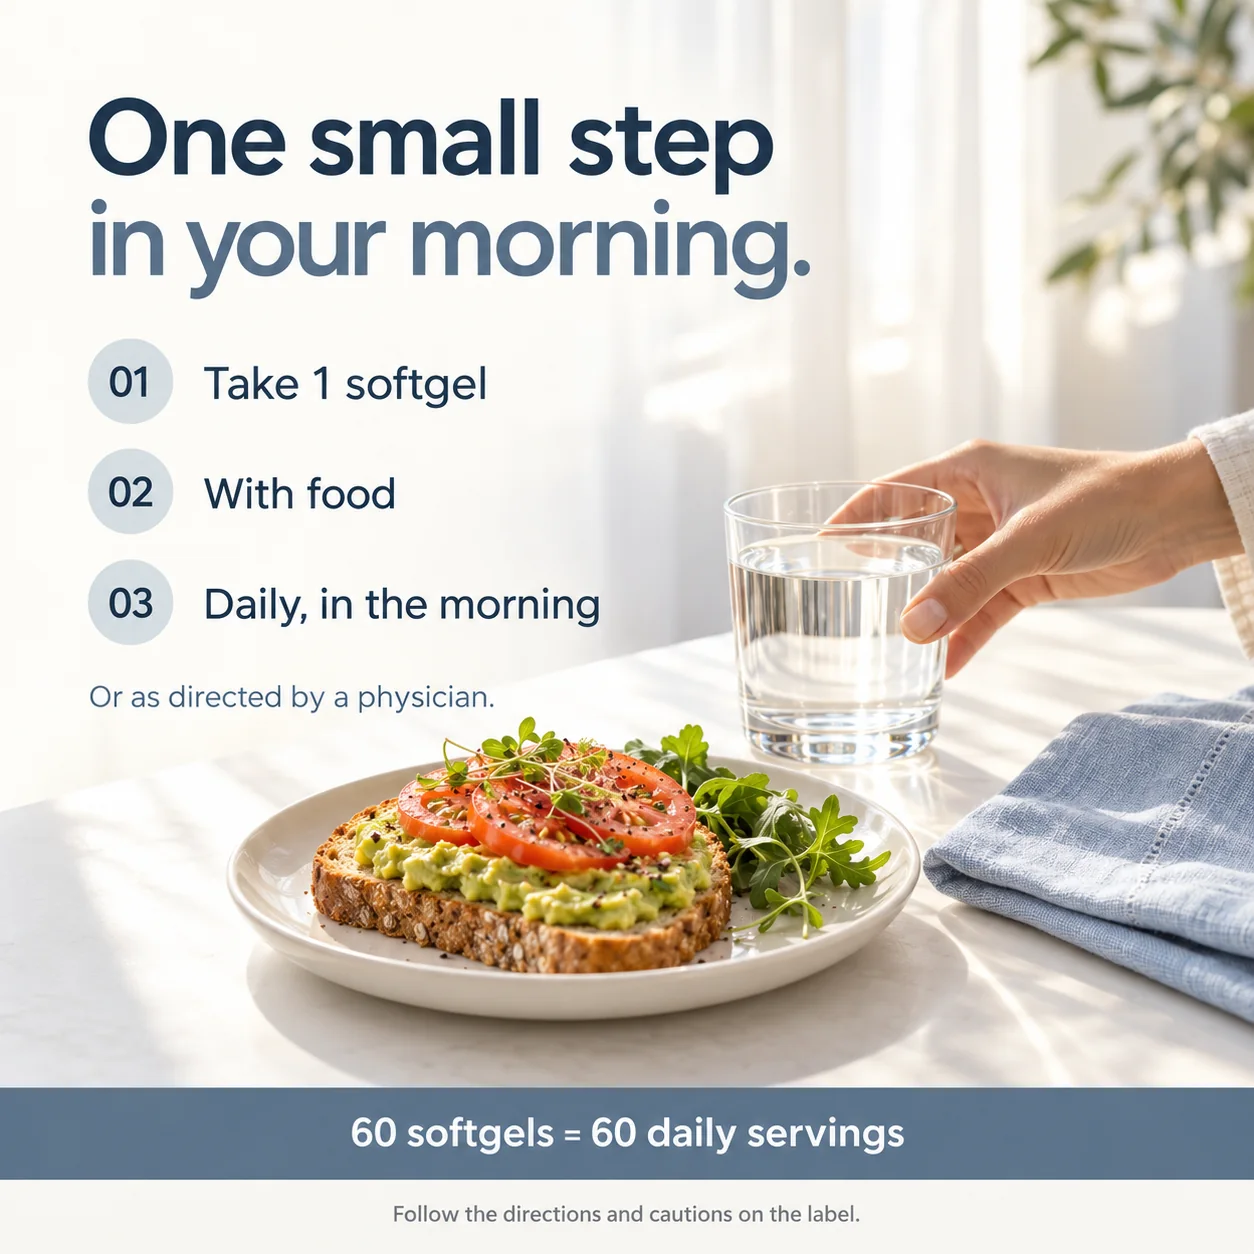 One small step
in your morning.
01 Take 1 softgel
02 With food
03 Daily, in the morning
Or as directed by a physician.
60 softgels = 60 daily servings
Follow the directions and cautions on the label.